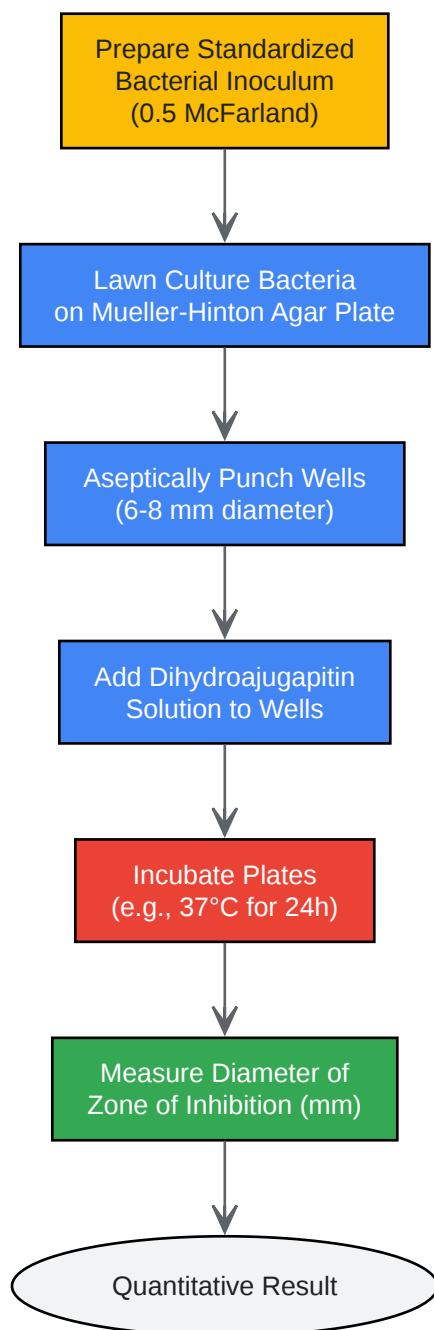 Prepare Standardized
Bacterial Inoculum
(0.5 McFarland)
Lawn Culture Bacteria
on Mueller-Hinton Agar Plate
Aseptically Punch Wells
(6-8 mm diameter)
Add Dihydroajugapitin
Solution to Wells
Incubate Plates
(e.g., 37°C for 24h)
Measure Diameter of
Zone of Inhibition (mm)
Quantitative Result